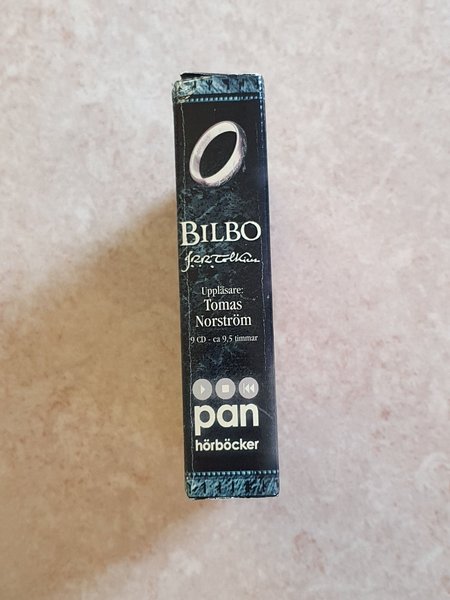 BILBO
J.R.R. Tolkien
Uppläsare:
Tomas
Norström
9 CD - ca 9,5 timmar
pan
hörböcker